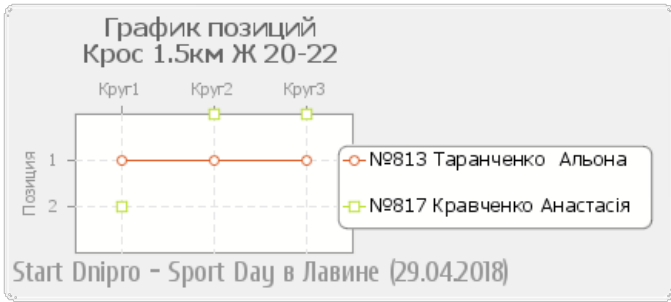 График позиций
Крос 1.5км Ж 20-22
Круг1 Круг2 Круг3
Позиция
1
2
№813 Таранченко Альона
№817 Кравченко Анастасія
Start Dnipro - Sport Day в Лавине (29.04.2018)